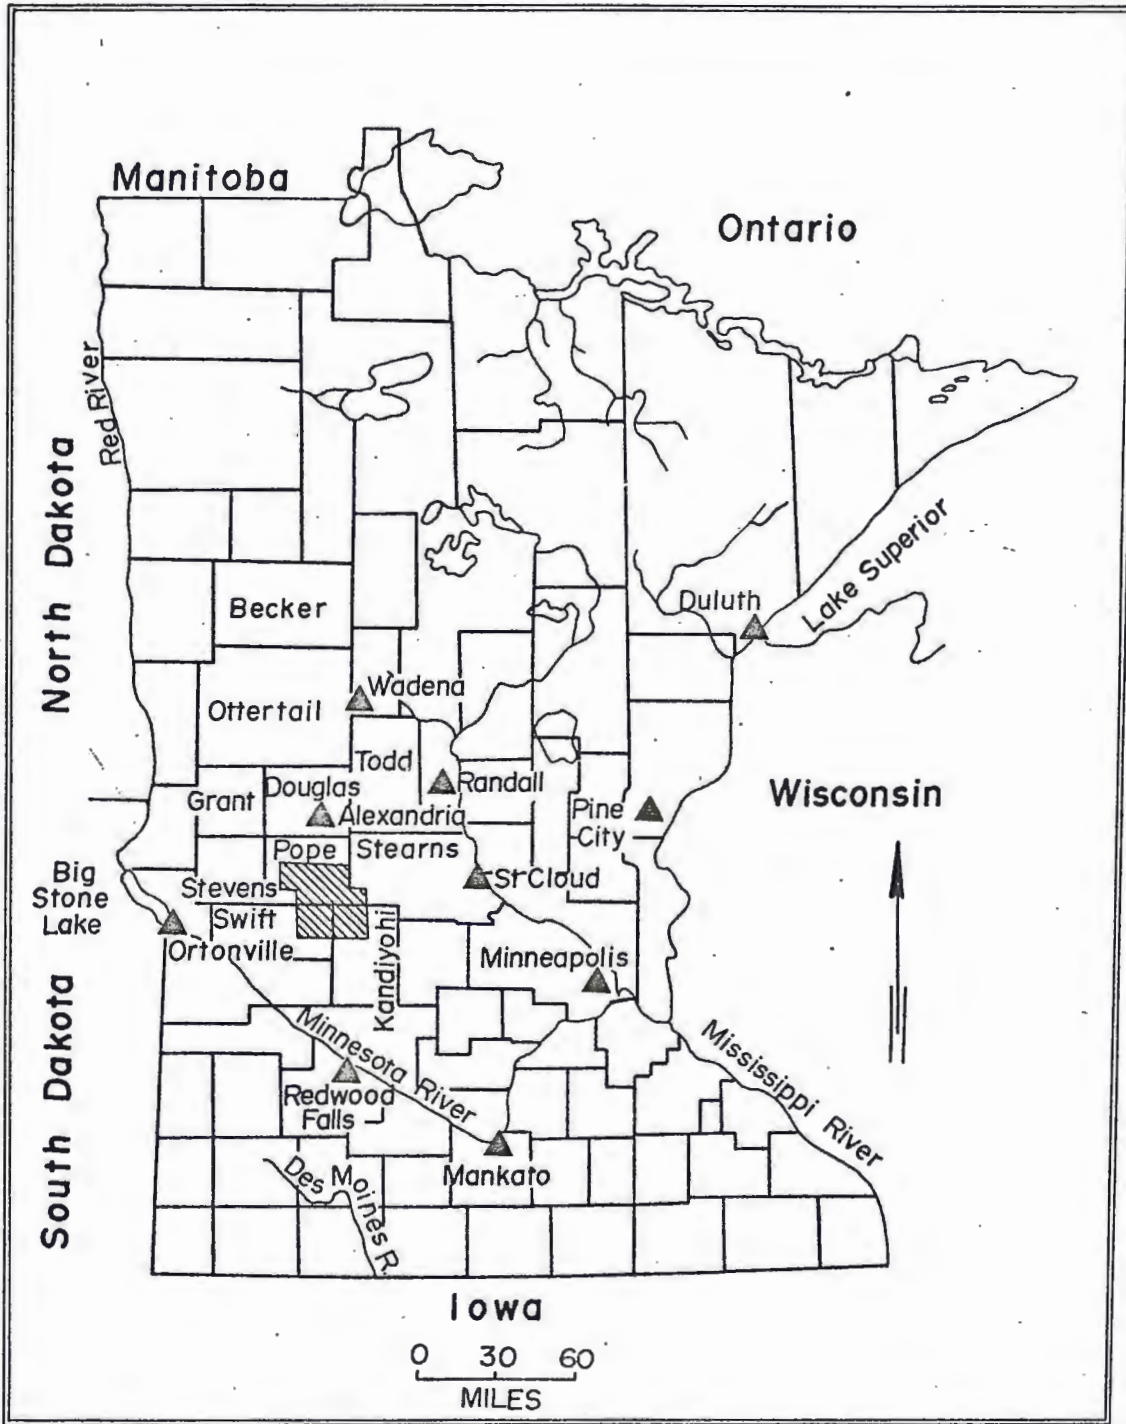 Manitoba
Ontario
Red River
North Dakota
Lake Superior
Duluth
Becker
Wadena
Ottertail
Todd
Randall
Douglas
Grant
Alexandria
Wisconsin
Pine
City
Pope
Stearns
Big
Stone
Lake
Stevens
St Cloud
Swift
Ortonville
Kandiyohi
Minneapolis
South Dakota
Minnesota River
Mississippi River
Redwood
Falls
Mankato
Des Moines R.
Iowa
0 30 60
MILES